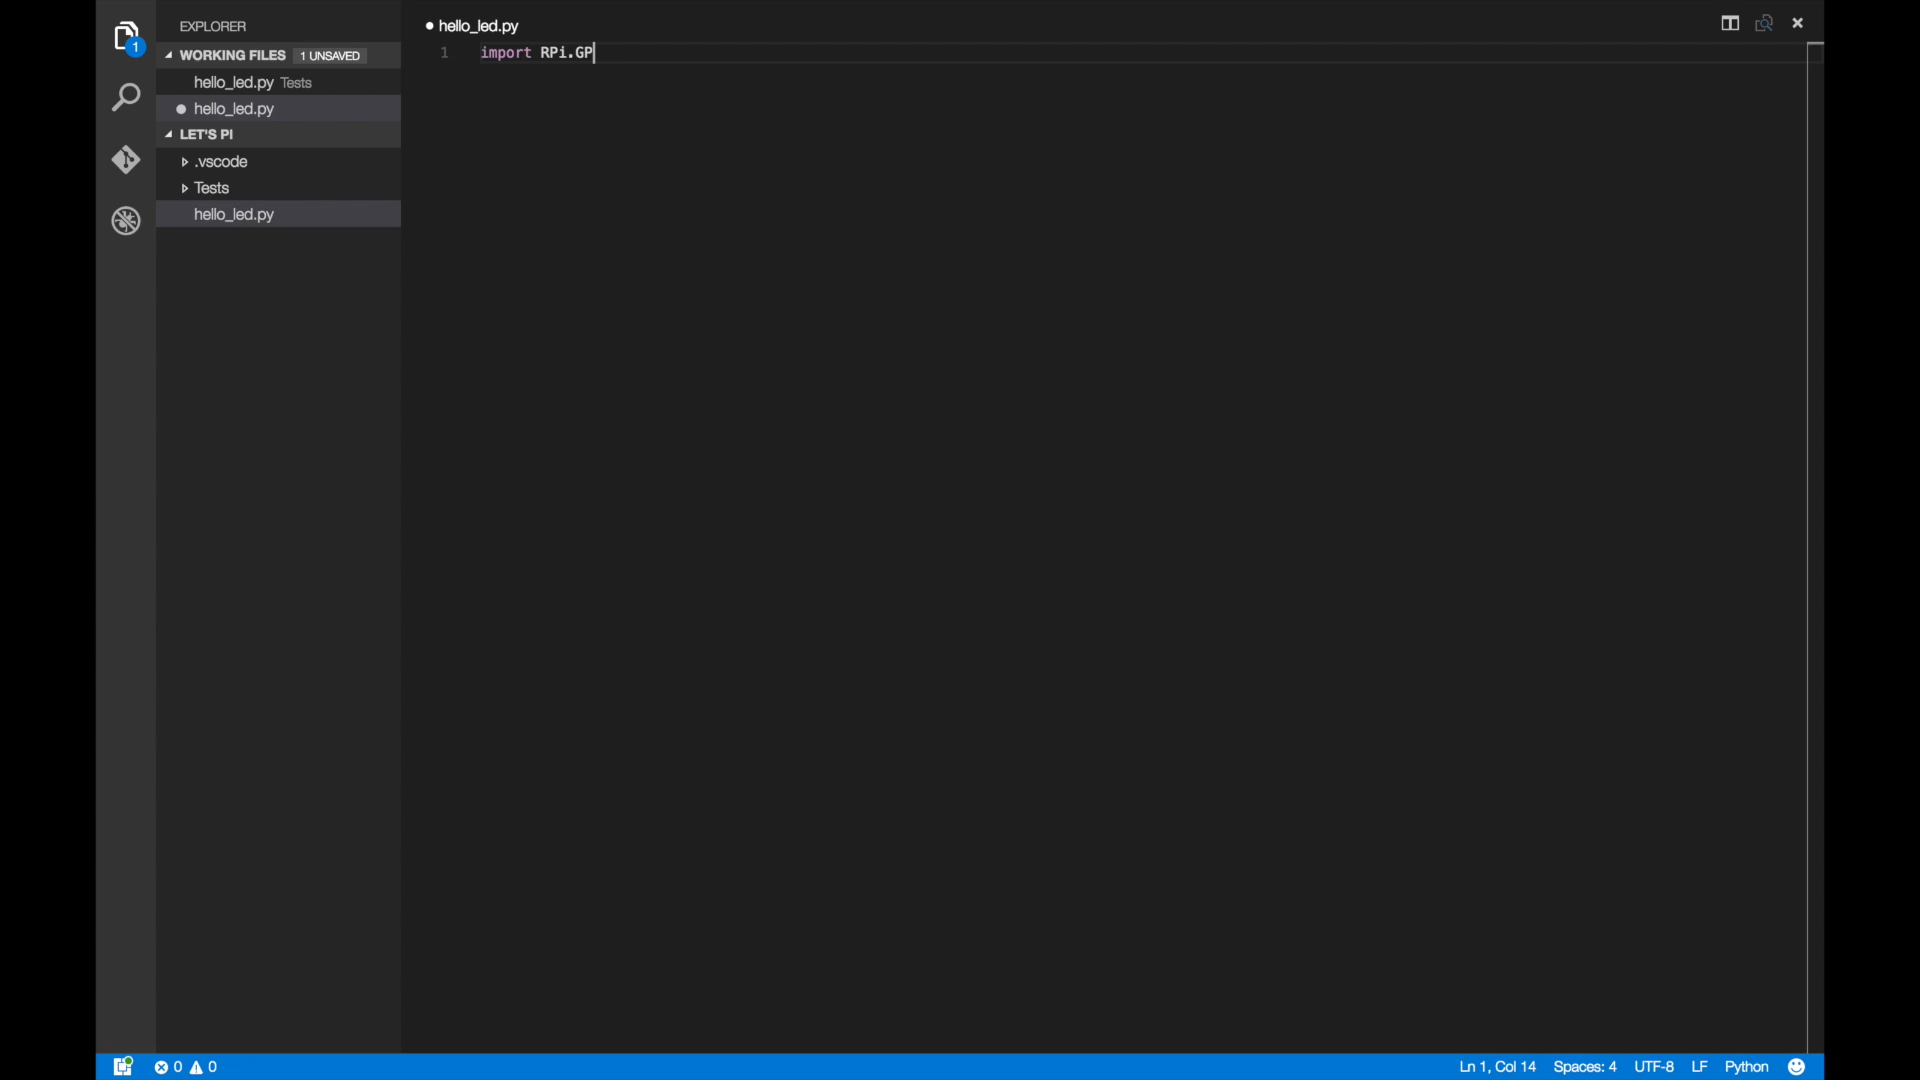 EXPLORER
WORKING FILES 1 UNSAVED
hello_led.py Tests
hello_led.py
LET'S PI
.vscode
Tests
hello_led.py
1
hello_led.py
1 import RPi.GP
0 0
Ln 1, Col 14 Spaces: 4 UTF-8 LF Python